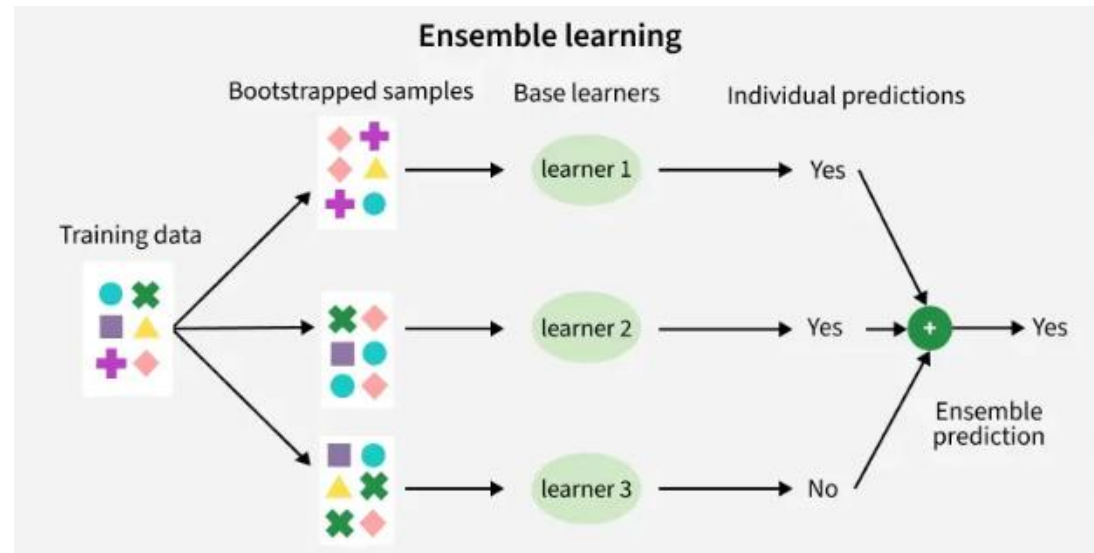 Ensemble learning
Bootstrapped samples
Base learners
Individual predictions
Training data
learner 1
Yes
learner 2
Yes
+
Yes
Ensemble
prediction
learner 3
No